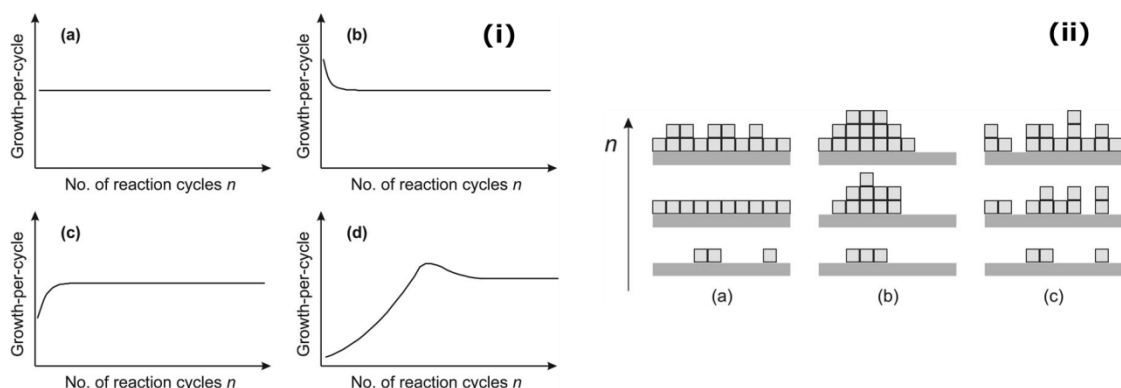 (a)
Growth-per-cycle
No. of reaction cycles n
(b)
(i)
Growth-per-cycle
No. of reaction cycles n
(c)
Growth-per-cycle
No. of reaction cycles n
(d)
Growth-per-cycle
No. of reaction cycles n
(ii)
n
(a)
(b)
(c)